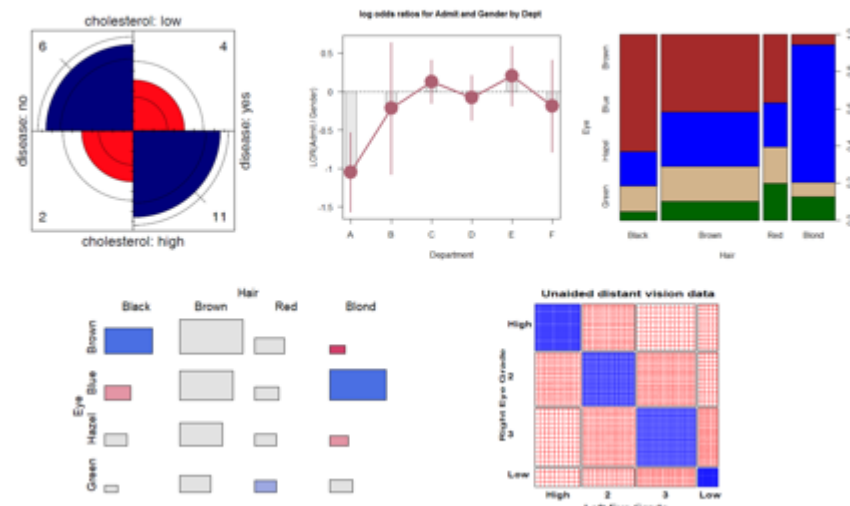 cholesterol: low
6
4
disease: no
disease: yes
2
11
cholesterol: high
log odds ratios for Admit and Gender by Dept
LOR(Admit / Gender)
0.5
0
-0.5
-1
-1.5
A B C D E F
Department
Eye
Brown
Blue
Hazel
Green
Black Brown Red Blond
Hair
Hair
Black Brown Red Blond
Eye
Brown
Blue
Hazel
Green
Unaided distant vision data
Right Eye Grade
High
2
3
Low
High 2 3 Low